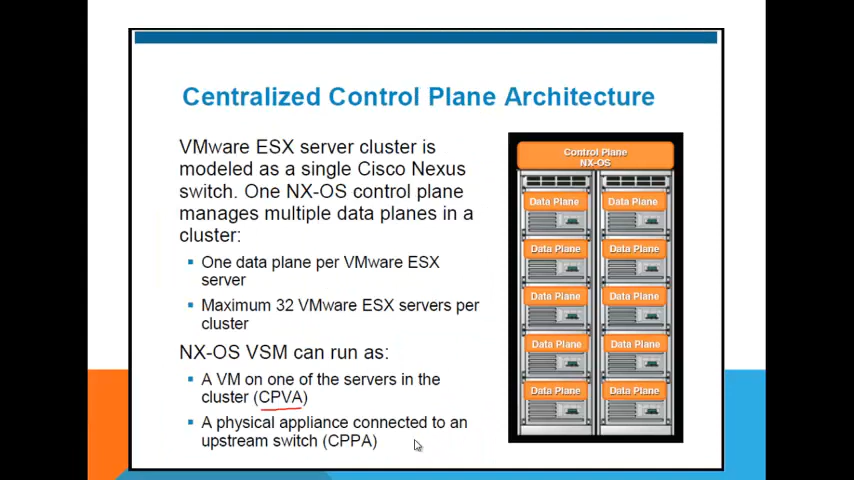 Centralized Control Plane Architecture
VMware ESX server cluster is
modeled as a single Cisco Nexus
switch. One NX-OS control plane
manages multiple data planes in a
cluster:
One data plane per VMware ESX
server
Maximum 32 VMware ESX servers per
cluster
NX-OS VSM can run as:
A VM on one of the servers in the
cluster (CPVA)
A physical appliance connected to an
upstream switch (CPPA)
Control Plane
NX-OS
Data Plane Data Plane
Data Plane Data Plane
Data Plane Data Plane
Data Plane Data Plane
Data Plane Data Plane